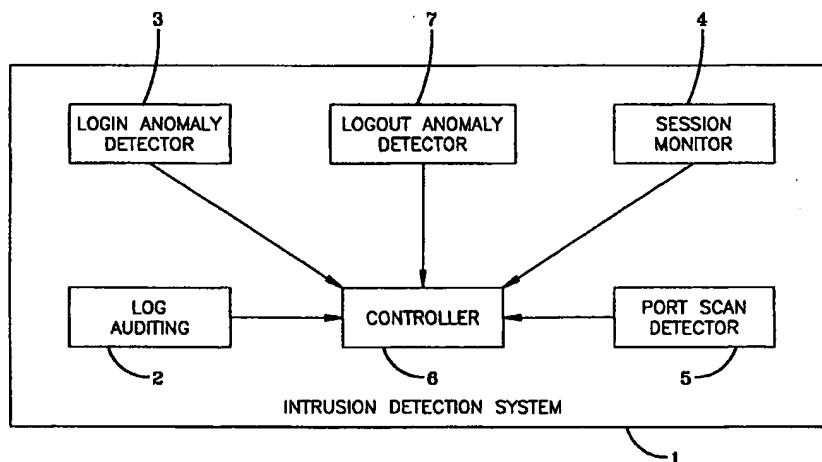 3
7
4
LOGIN ANOMALY
DETECTOR
LOGOUT ANOMALY
DETECTOR
SESSION
MONITOR
LOG
AUDITING
CONTROLLER
PORT SCAN
DETECTOR
2
6
5
INTRUSION DETECTION SYSTEM
1